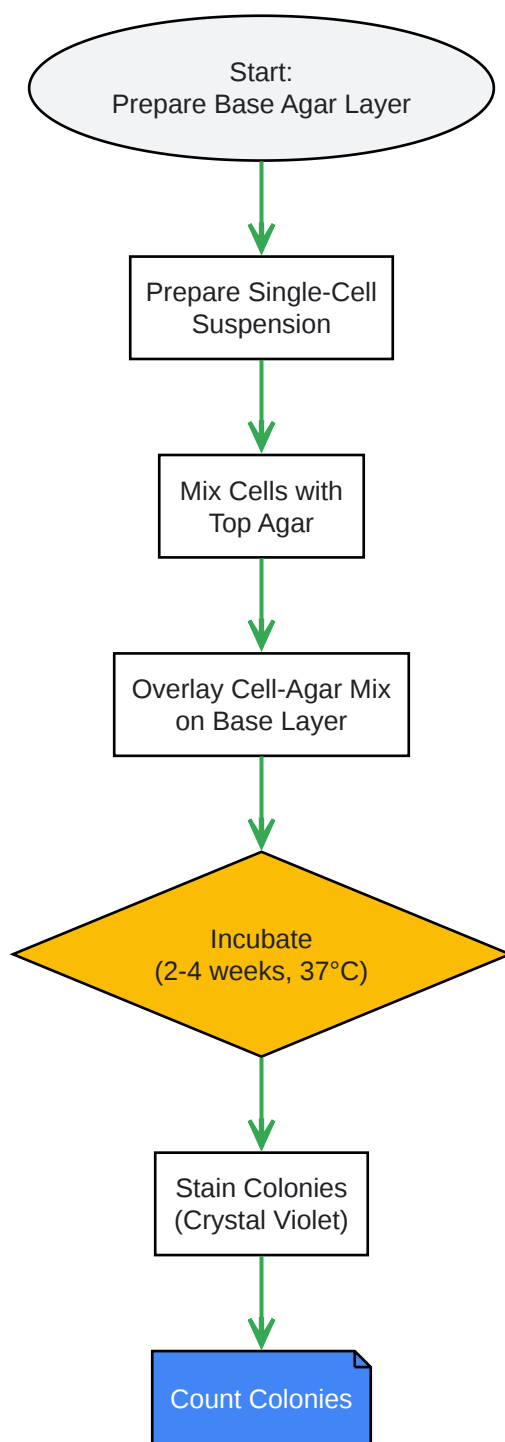 Start:
Prepare Base Agar Layer
Prepare Single-Cell
Suspension
Mix Cells with
Top Agar
Overlay Cell-Agar Mix
on Base Layer
Incubate
(2-4 weeks, 37°C)
Stain Colonies
(Crystal Violet)
Count Colonies